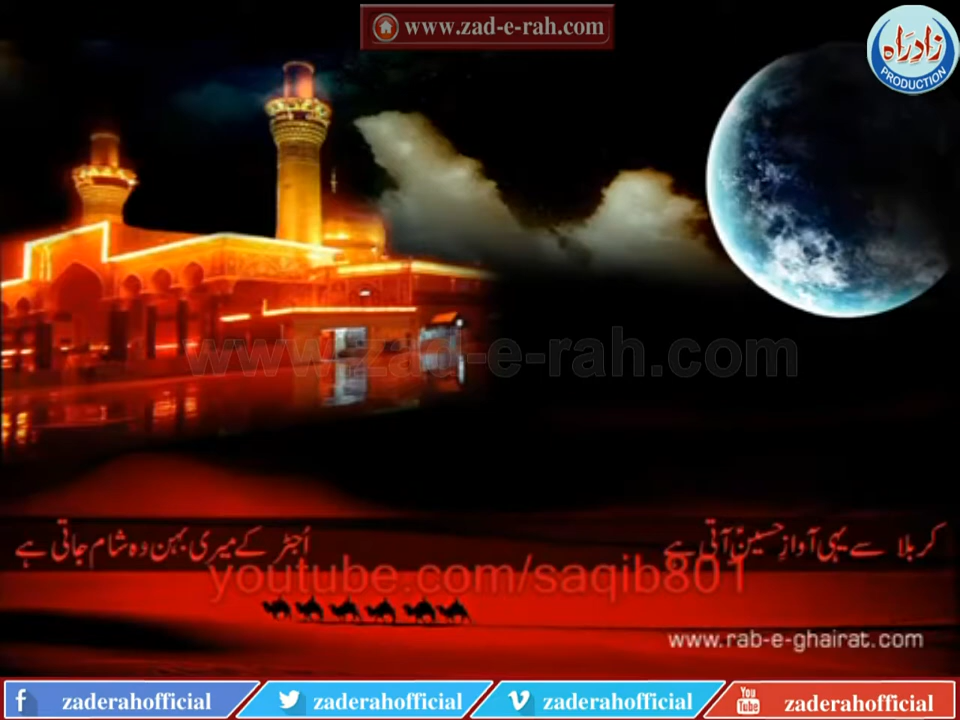 www.zad-e-rah.com
زادِراہ
PRODUCTION
www.zad-e-rah.com
کربلا سے یہی آوازِ حسینؑ آتی ہے
اُجڑ کے میری بہن وہ شام جاتی ہے
youtube.com/saqib801
www.rab-e-ghairat.com
zaderahofficial
zaderahofficial
zaderahofficial
You Tube zaderahofficial